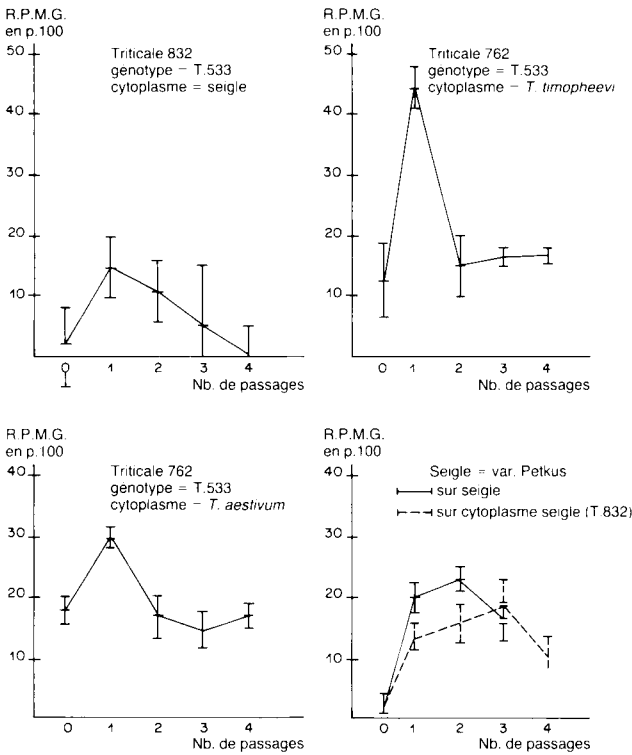 R.P.M.G.
en p.100
50
40
30
20
10
0
1
2
3
4
Nb. de passages
Triticale 832
génotype – T.533
cytoplasme = seigle
R.P.M.G.
en p.100
50
40
30
20
10
0
1
2
3
4
Nb. de passages
Triticale 762
génotype = T.533
cytoplasme – T. timopheevi
R.P.M.G.
en p.100
40
30
20
10
0
1
2
3
4
Nb. de passages
Triticale 762
génotype = T.533
cytoplasme – T. aestivum
R.P.M.G.
en p.100
40
30
20
10
0
1
2
3
4
Nb. de passages
Seigle = var. Petkus
sur seigle
sur cytoplasme seigle (T.832)